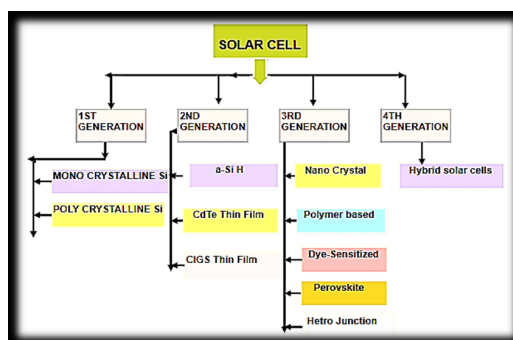 SOLAR CELL
1ST
GENERATION
2ND
GENERATION
3RD
GENERATION
4TH
GENERATION
MONO CRYSTALLINE Si
POLY CRYSTALLINE Si
a-Si H
CdTe Thin Film
CIGS Thin Film
Nano Crystal
Polymer based
Dye-Sensitized
Perovskite
Hetro Junction
Hybrid solar cells